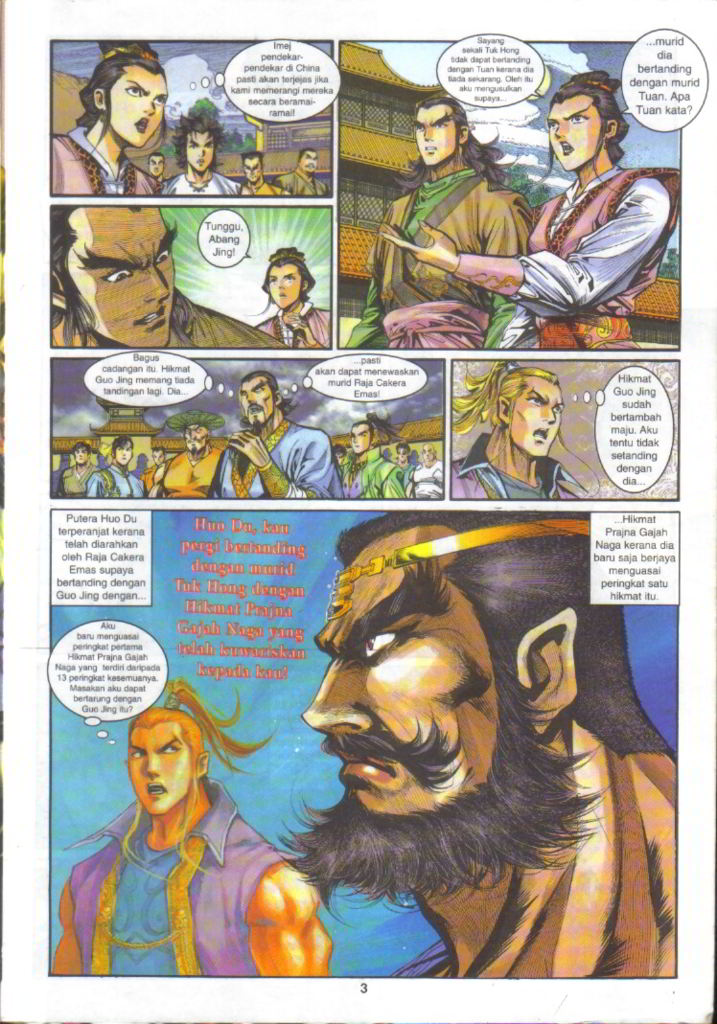 Imej
pendekar-
pendekar di China
pasti akan terjejas jika
kami memerangi mereka
secara beramai-
ramai!
Tunggu,
Abang
Jing!
Sayang
sekali Tuk Hong
tidak dapat bertanding
dengan Tuan kerana dia
tiada sekarang. Oleh itu
aku mengusulkan
supaya...
...murid
dia
bertanding
dengan murid
Tuan. Apa
Tuan kata?
Bagus
cadangan itu. Hikmat
Guo Jing memang tiada
tandingan lagi. Dia...
...pasti
akan dapat menewaskan
murid Raja Cakera
Emas!
Hikmat
Guo Jing
sudah
bertambah
maju. Aku
tentu tidak
setanding
dengan
dia...
Putera Huo Du
terperanjat kerana
telah diarahkan
oleh Raja Cakera
Emas supaya
bertanding dengan
Guo Jing dengan...
Huo Du, kau
pergi bertanding
dengan murid
Tuk Hong dengan
Hikmat Prajna
Gajah Naga yang
telah kuwariskan
kepada kau!
...Hikmat
Prajna Gajah
Naga kerana dia
baru saja berjaya
menguasai
peringkat satu
hikmat itu.
Aku
baru menguasai
peringkat pertama
Hikmat Prajna Gajah
Naga yang terdiri daripada
13 peringkat kesemuanya.
Masakan aku dapat
bertarung dengan
Guo Jing itu?
3